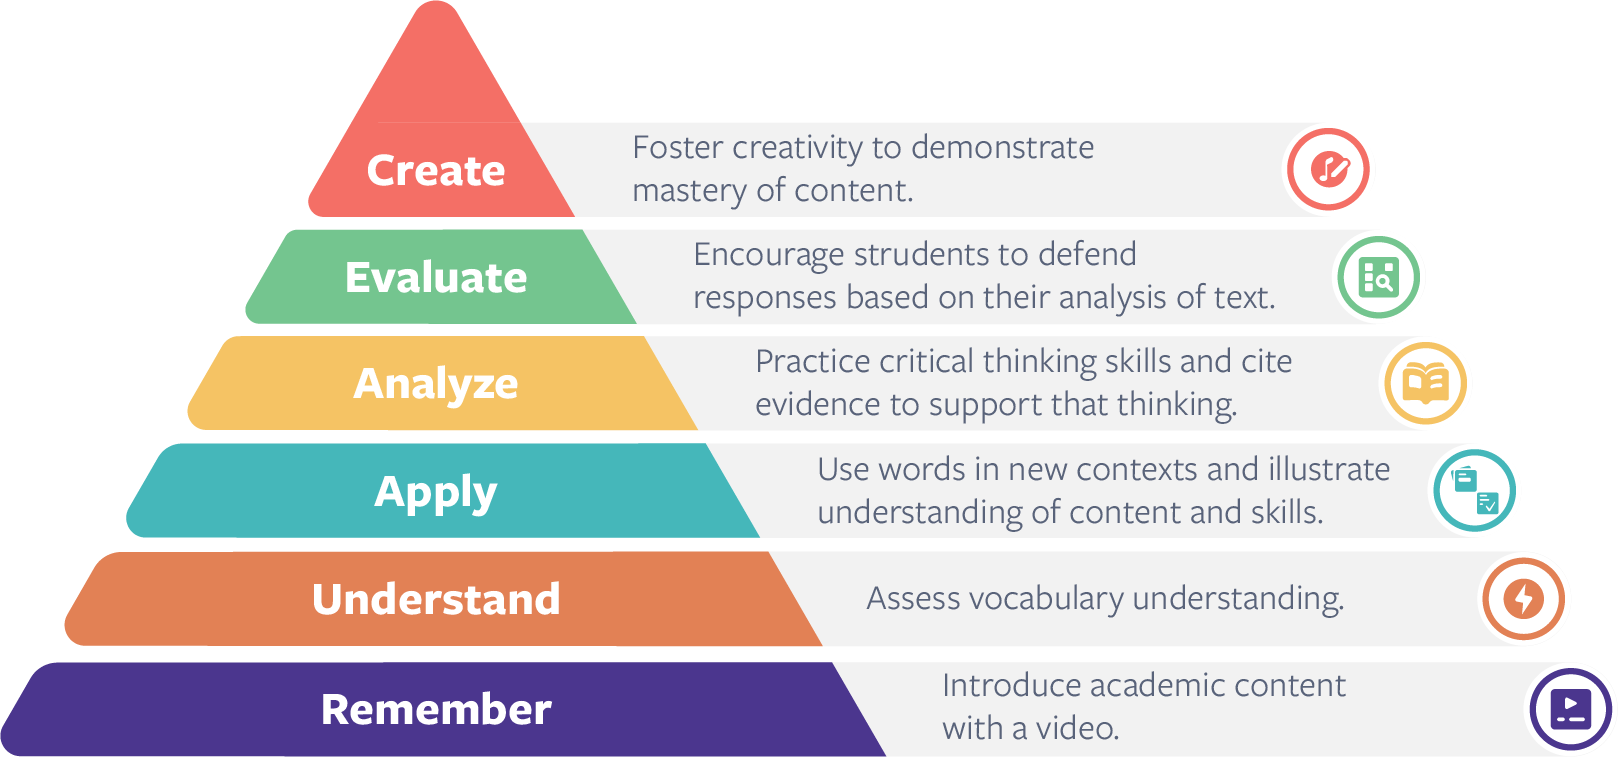 Create
Foster creativity to demonstrate
mastery of content.
Evaluate
Encourage strudents to defend
responses based on their analysis of text.
Analyze
Practice critical thinking skills and cite
evidence to support that thinking.
Apply
Use words in new contexts and illustrate
understanding of content and skills.
Understand
Assess vocabulary understanding.
Remember
Introduce academic content
with a video.